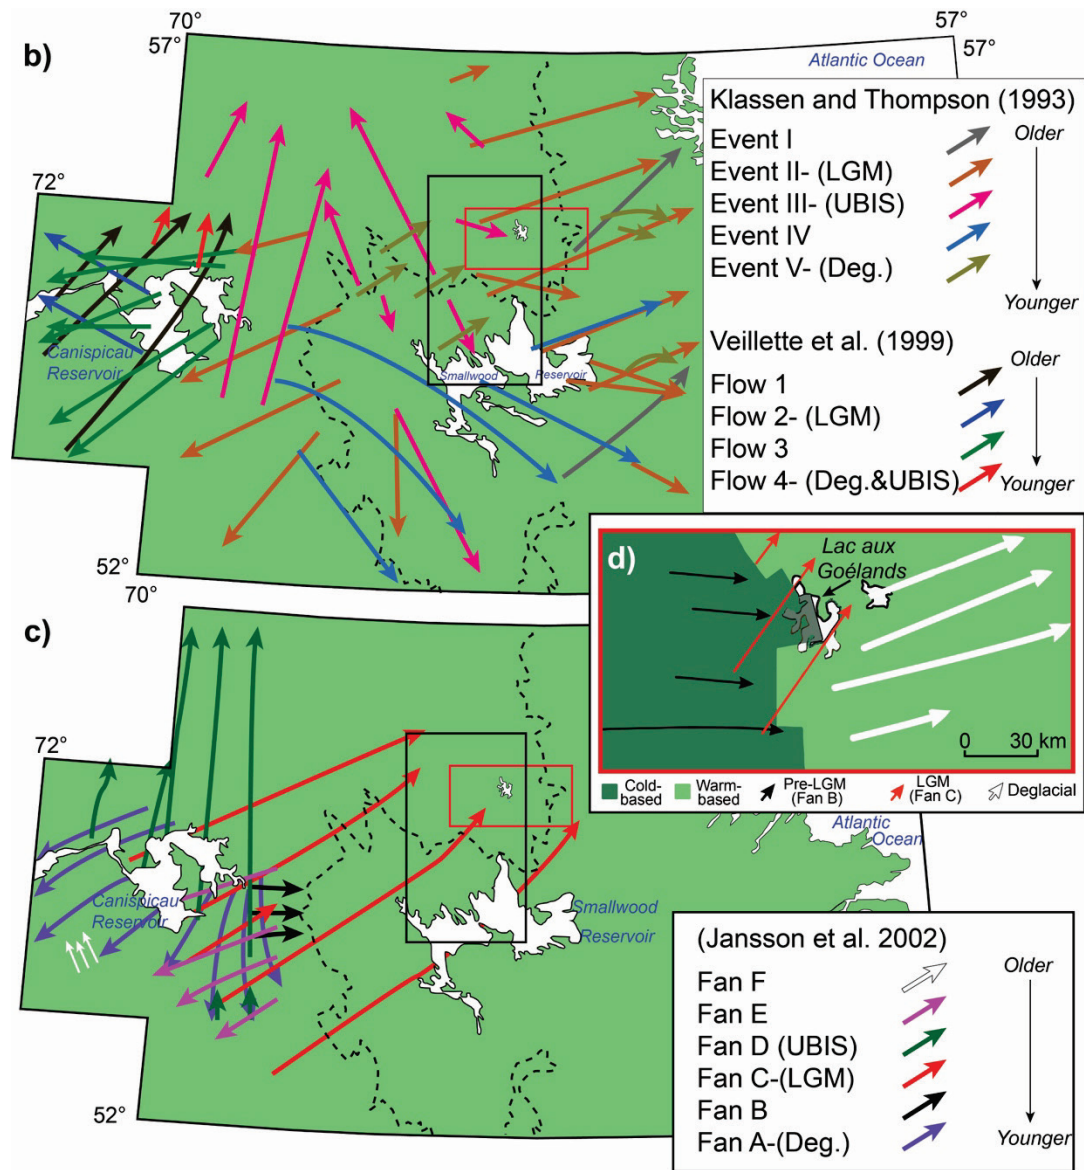 70°
57°
57°
57°
b)
Atlantic Ocean
Klassen and Thompson (1993)
Event I
Older
Event II- (LGM)
Event III- (UBIS)
Event IV
Event V- (Deg.)
Younger
Veillette et al. (1999)
Flow 1
Older
Flow 2- (LGM)
Flow 3
Flow 4- (Deg.&UBIS)
Younger
72°
Canispicau
Reservoir
Smallwood
Reservoir
52°
d)
Lac aux
Goélands
0 30 km
Cold-
based
Warm-
based
Pre-LGM
(Fan B)
LGM
(Fan C)
Deglacial
70°
c)
72°
Atlantic
Ocean
Canispicau
Reservoir
Smallwood
Reservoir
52°
(Jansson et al. 2002)
Fan F
Older
Fan E
Fan D (UBIS)
Fan C-(LGM)
Fan B
Fan A-(Deg.)
Younger